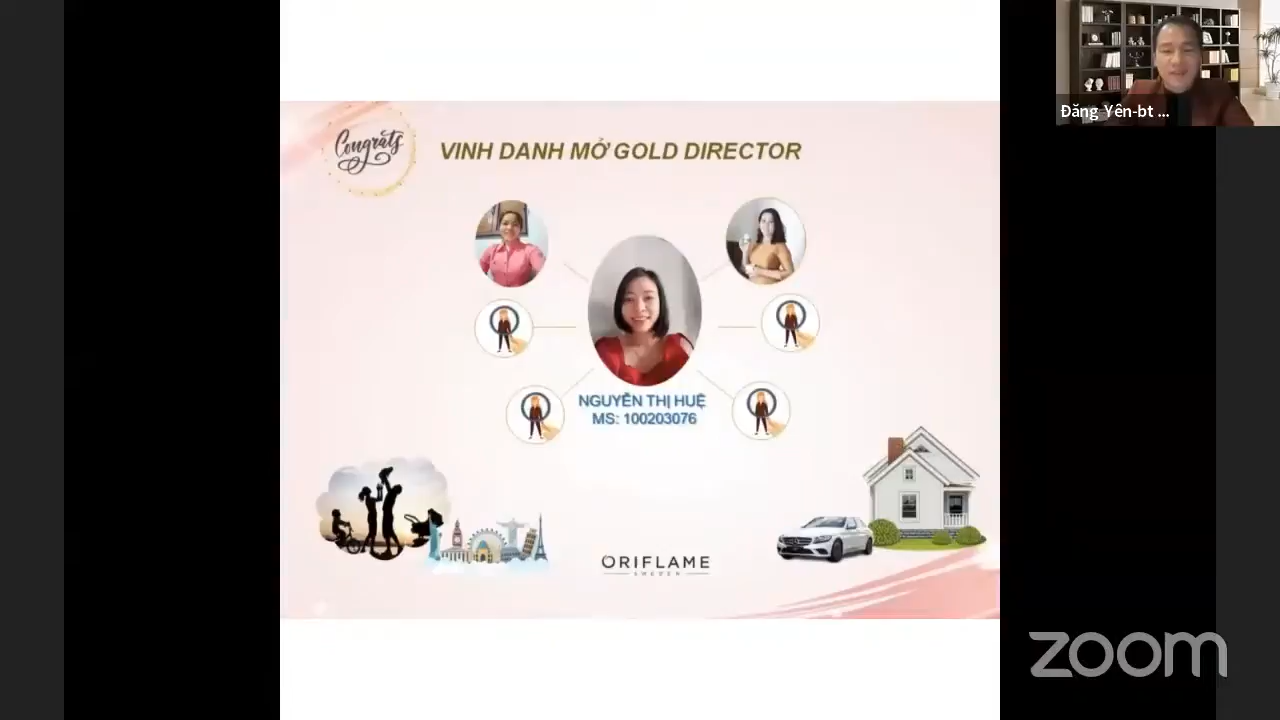 Đăng Yên-bt ...
Congrats
VINH DANH MỞ GOLD DIRECTOR
NGUYỄN THỊ HUỆ
MS: 100203076
ORIFLAME
SWEDEN
zoom